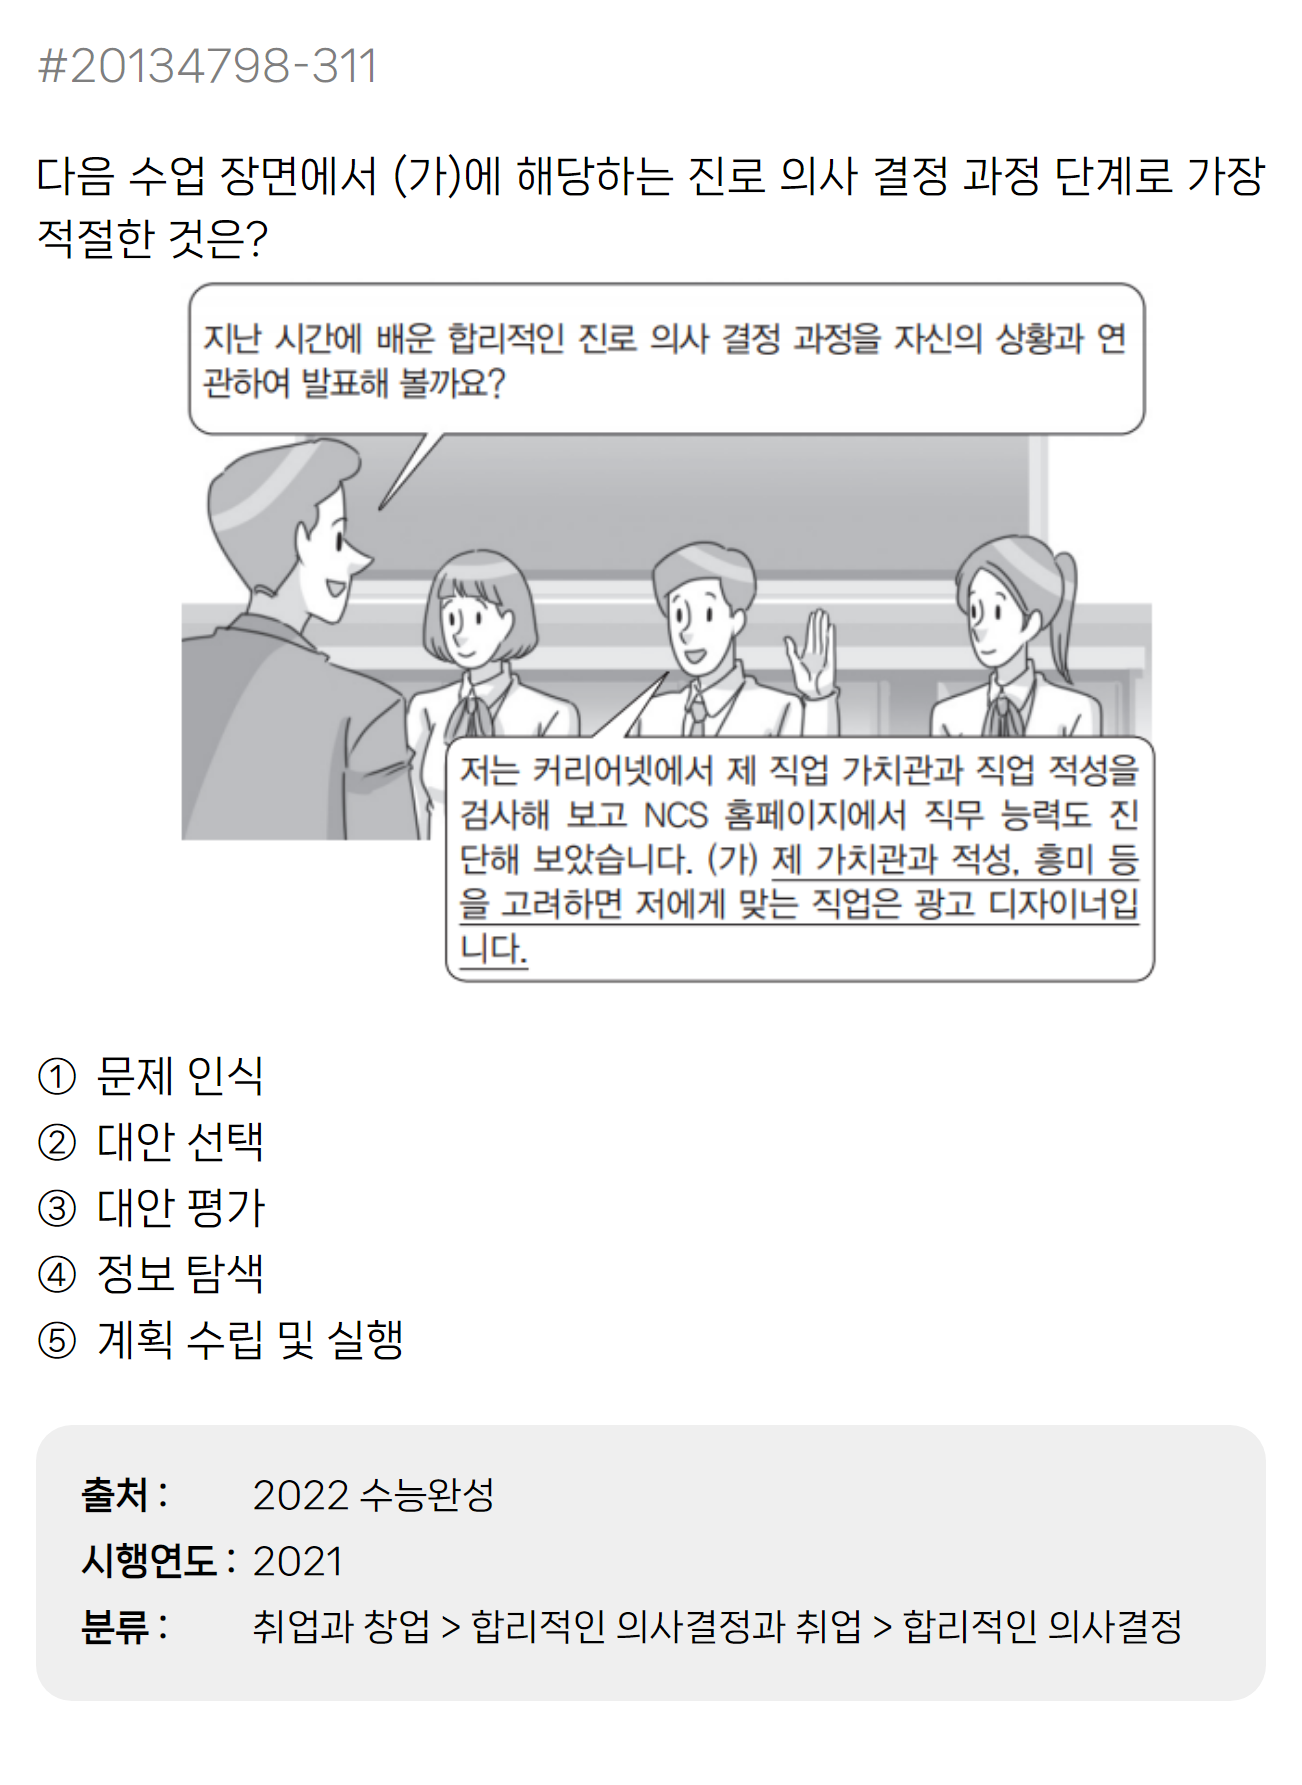 #20134798-311
다음 수업 장면에서 (가)에 해당하는 진로 의사 결정 과정 단계로 가장
적절한 것은?
지난 시간에 배운 합리적인 진로 의사 결정 과정을 자신의 상황과 연
관하여 발표해 볼까요?
저는 커리어넷에서 제 직업 가치관과 직업 적성을
검사해 보고 NCS 홈페이지에서 직무 능력도 진
단해 보았습니다. (가) 제 가치관과 적성, 흥미 등
을 고려하면 저에게 맞는 직업은 광고 디자이너입
니다.
① 문제 인식
② 대안 선택
③ 대안 평가
④ 정보 탐색
⑤ 계획 수립 및 실행
출처 : 2022 수능완성
시행연도 : 2021
분류 : 취업과 창업 > 합리적인 의사결정과 취업 > 합리적인 의사결정